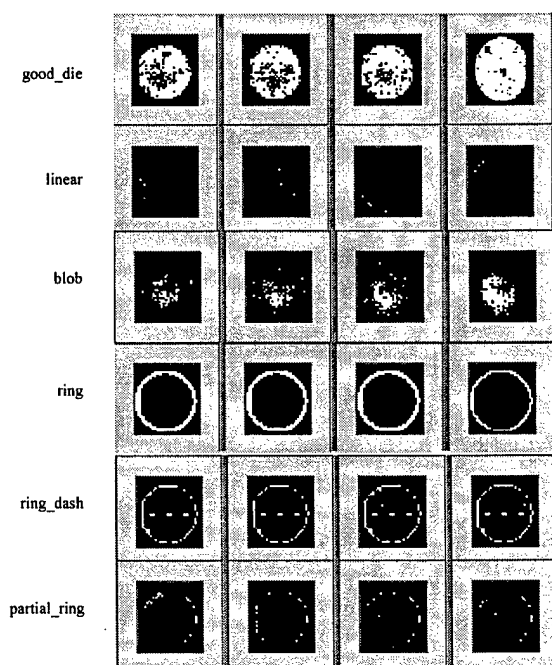 good_die
linear
blob
ring
ring_dash
partial_ring